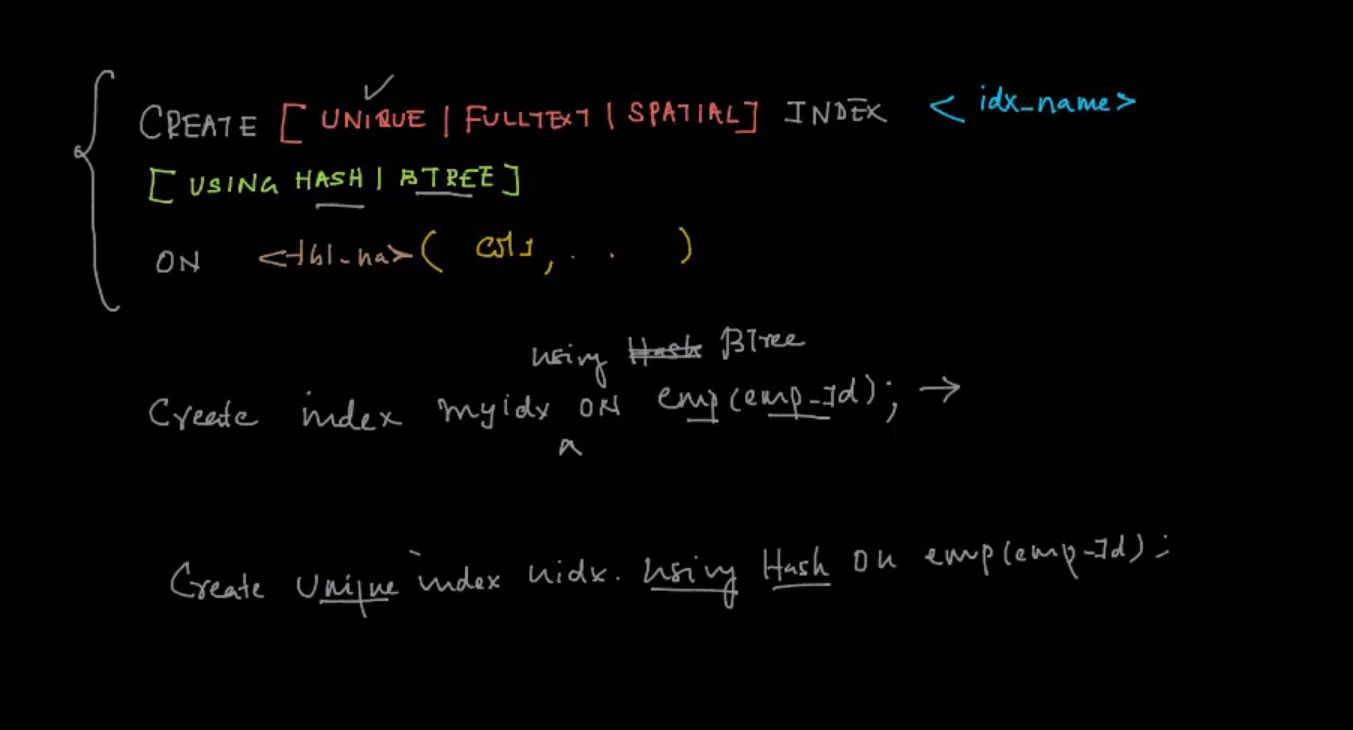 CREATE [ UNIQUE | FULLTEXT | SPATIAL ] INDEX < idx_name >
[ USING HASH | BTREE ]
ON <tbl_na> ( col1, . . )
using Hash BTree
Create index myidx ON emp(emp_Id); →
Create Unique index uidx. using Hash on emp(emp_Id);